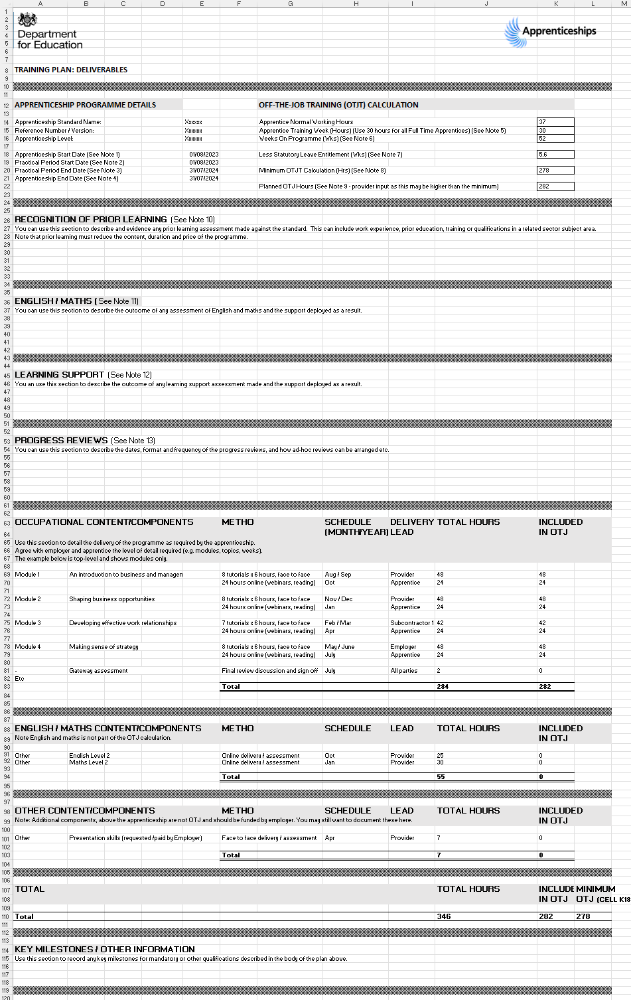 A B C D E F G H I J K L M
Department
for Education
Apprenticeships
TRAINING PLAN: DELIVERABLES
APPRENTICESHIP PROGRAMME DETAILS OFF-THE-JOB TRAINING (OTJT) CALCULATION
Apprenticeship Standard Name: Xxxxxx Apprentice Normal Working Hours 37
Reference Number / Version: Xxxxxx Apprentice Training Week (Hours) (Use 30 hours for all Full Time Apprentices) (See Note 5) 30
Apprenticeship Level: Xxxxxx Weeks On Programme (Wks) (See Note 6) 52
Apprenticeship Start Date (See Note 1) 01/08/2023 Less Statutory Leave Entitlement (Wks) (See Note 7) 5.6
Practical Period Start Date (See Note 2) 01/08/2023
Practical Period End Date (See Note 3) 31/07/2024 Minimum OTJT Calculation (Hrs) (See Note 8) 278
Apprenticeship End Date (See Note 4) 31/07/2024
Planned OTJ Hours (See Note 9 - provider input as this may be higher than the minimum) 282
RECOGNITION OF PRIOR LEARNING (See Note 10)
You can use this section to describe and evidence any prior learning assessment made against the standard. This can include work experience, prior education, training or qualifications in a related sector subject area.
Note that prior learning must reduce the content, duration and price of the programme.
ENGLISH / MATHS (See Note 11)
You can use this section to describe the outcome of any assessment of English and maths and the support deployed as a result.
LEARNING SUPPORT (See Note 12)
You an use this section to describe the outcome of any learning support assessment made and the support deployed as a result.
PROGRESS REVIEWS (See Note 13)
You can use this section to describe the dates, format and frequency of the progress reviews, and how ad-hoc reviews can be arranged etc.
OCCUPATIONAL CONTENT/COMPONENTS METHO SCHEDULE DELIVERY TOTAL HOURS INCLUDED
(MONTH/YEAR) LEAD IN OTJ
Use this section to detail the delivery of the programme as required by the apprenticeship.
Agree with employer and apprentice the level of detail required (e.g. modules, topics, weeks).
The example below is top-level and shows modules only.
Module 1 An introduction to business and managen 8 tutorials x 6 hours, face to face Aug / Sep Provider 48 48
24 hours online (webinars, reading) Oct Apprentice 24 24
Module 2 Shaping business opportunities 8 tutorials x 6 hours, face to face Nov / Dec Provider 48 48
24 hours online (webinars, reading) Jan Apprentice 24 24
Module 3 Developing effective work relationships 7 tutorials x 6 hours, face to face Feb / Mar Subcontractor 1 42 42
24 hours online (webinars, reading) Apr Apprentice 24 24
Module 4 Making sense of strategy 8 tutorials x 6 hours, face to face May / June Employer 48 48
24 hours online (webinars, reading) July Apprentice 24 24
- Gateway assessment Final review discussion and sign off July All parties 2 0
Etc
Total 284 282
ENGLISH / MATHS CONTENT/COMPONENTS METHO SCHEDULE LEAD TOTAL HOURS INCLUDED
Note English and maths is not part of the OTJ calculation. IN OTJ
Other English Level 2 Online delivery / assessment Oct Provider 25 0
Other Maths Level 2 Online delivery / assessment Jan Provider 30 0
Total 55 0
OTHER CONTENT/COMPONENTS METHO SCHEDULE LEAD TOTAL HOURS INCLUDED
Note: Additional components, above the apprenticeship are not OTJ and should be funded by employer. You may still want to document these here. IN OTJ
Other Presentation skills (requested /paid by Employer) Face to face delivery / assessment Apr Provider 7 0
Total 7 0
TOTAL TOTAL HOURS INCLUDE MINIMUM
IN OTJ OTJ (CELL K18
Total 346 282 278
KEY MILESTONES / OTHER INFORMATION
Use this section to record any key milestones for mandatory or other qualifications described in the body of the plan above.